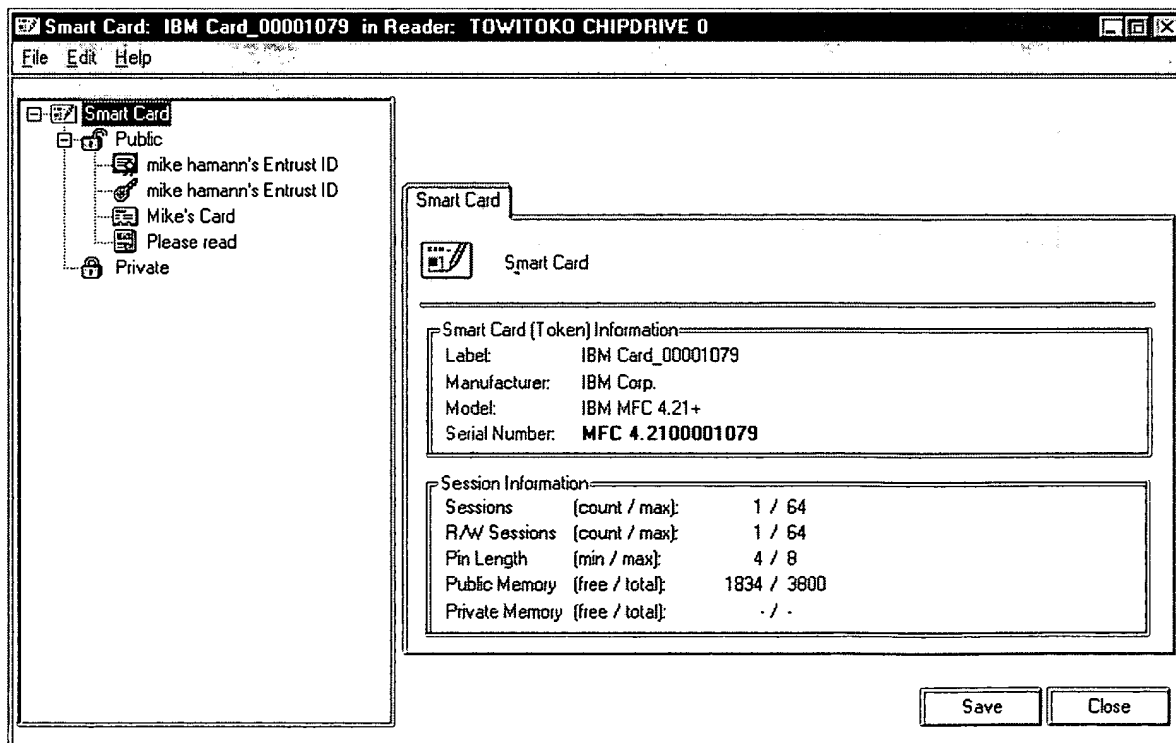 Smart Card: IBM Card_00001079 in Reader: TOWITOKO CHIPDRIVE 0
File Edit Help
Smart Card
Public
mike hamann's Entrust ID
mike hamann's Entrust ID
Mike's Card
Please read
Private
Smart Card
Smart Card
Smart Card (Token) Information
Label: IBM Card_00001079
Manufacturer: IBM Corp.
Model: IBM MFC 4.21+
Serial Number: MFC 4.2100001079
Session Information
Sessions (count / max): 1 / 64
R/W Sessions (count / max): 1 / 64
Pin Length (min / max): 4 / 8
Public Memory (free / total): 1834 / 3800
Private Memory (free / total): - / -
Save Close